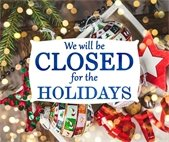 We will be
CLOSED
for the
HOLIDAYS